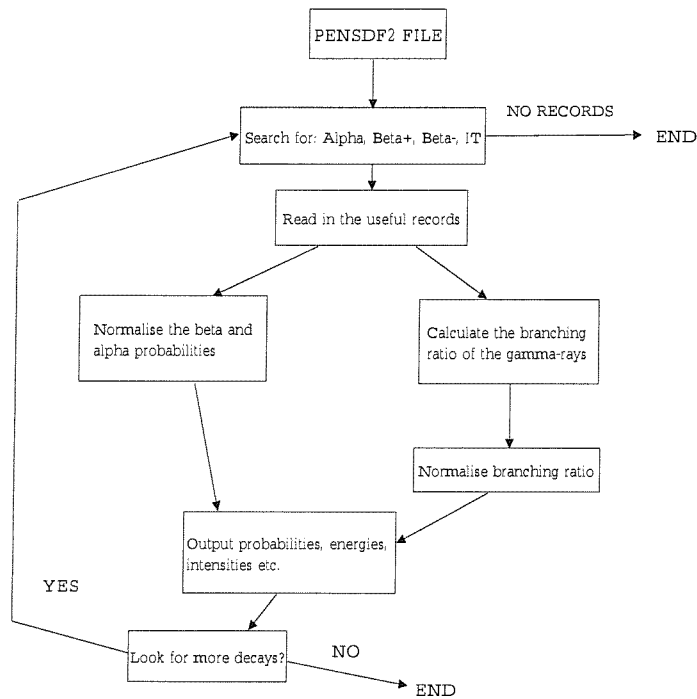 PENSDF2 FILE
NO RECORDS
Search for: Alpha, Beta+, Beta-, IT
END
Read in the useful records
Normalise the beta and
alpha probabilities
Calculate the branching
ratio of the gamma-rays
Normalise branching ratio
Output probabilities, energies,
intensities etc.
YES
Look for more decays?
NO
END